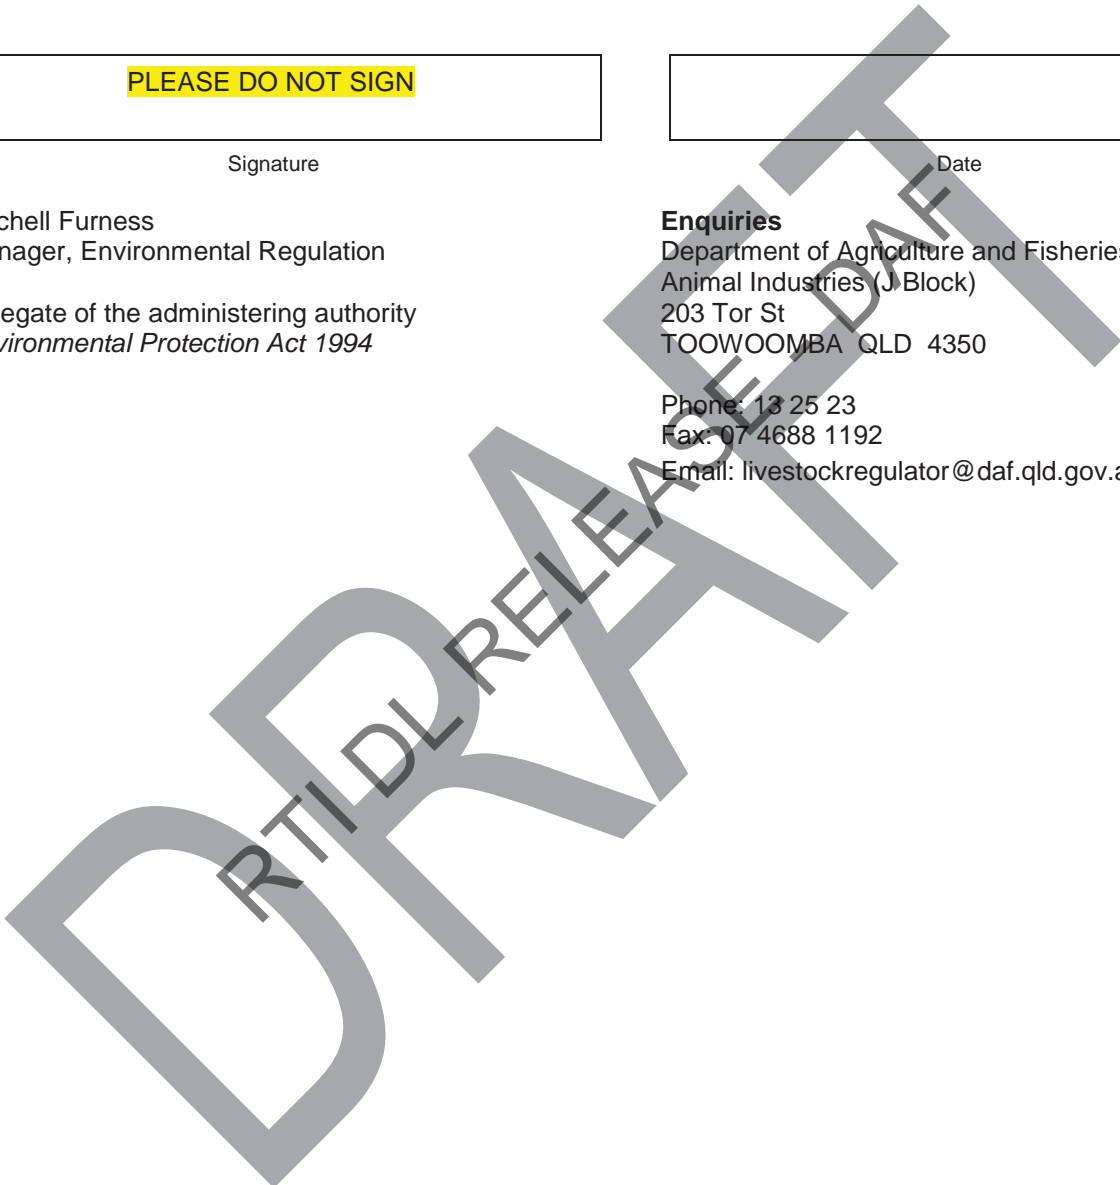 PLEASE DO NOT SIGN
Signature
Date
chell Furness
nager, Environmental Regulation
egate of the administering authority
vironmental Protection Act 1994
Enquiries
Department of Agriculture and Fisheries
Animal Industries (J Block)
203 Tor St
TOOWOOMBA QLD 4350
Phone: 13 25 23
Fax: 07 4688 1192
Email: livestockregulator@daf.qld.gov.a
DRAFT
RTI DL RELEASE - DAF